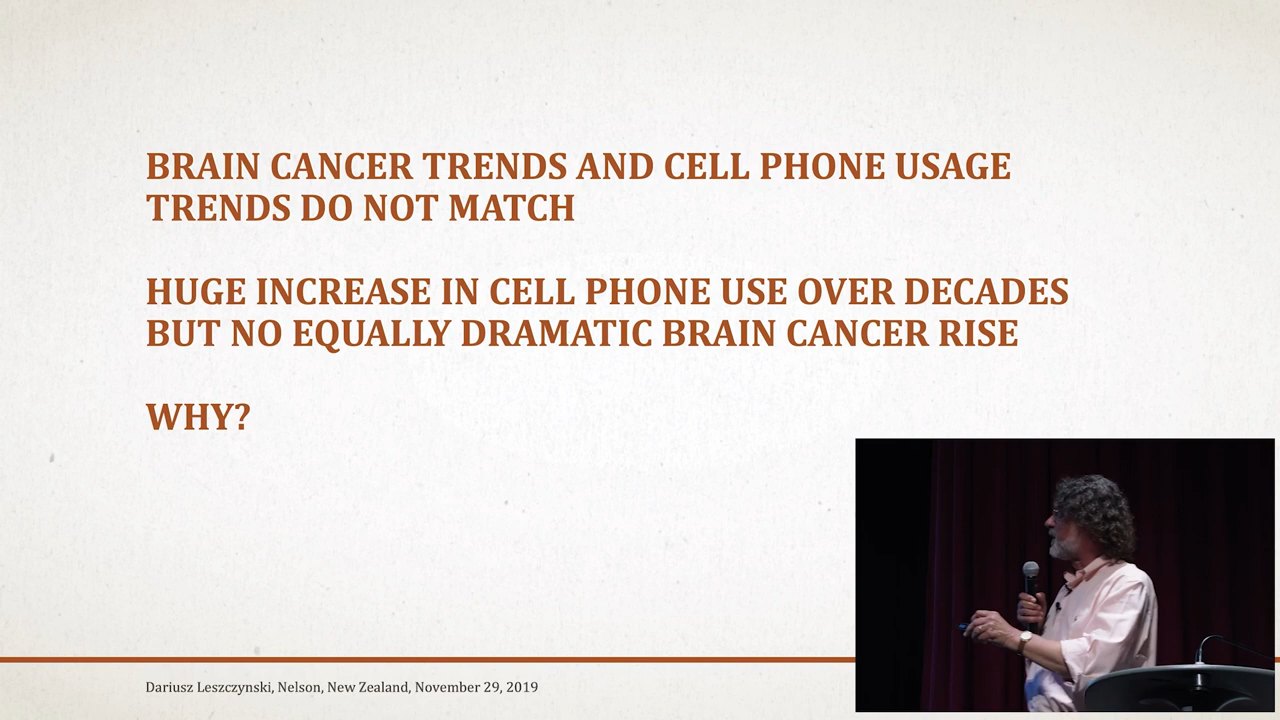 BRAIN CANCER TRENDS AND CELL PHONE USAGE
TRENDS DO NOT MATCH
HUGE INCREASE IN CELL PHONE USE OVER DECADES
BUT NO EQUALLY DRAMATIC BRAIN CANCER RISE
WHY?
Dariusz Leszczynski, Nelson, New Zealand, November 29, 2019